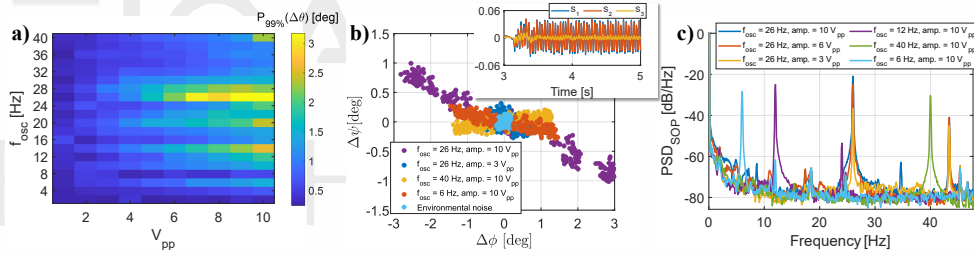 a)
P99%(Δθ) [deg]
40
36
32
28
24
20
16
12
8
4
fosc [Hz]
2
4
6
8
10
Vpp
3
2.5
2
1.5
1
0.5
b)
S1
S2
S3
0.04
0
-0.06
3
4
5
Time [s]
1.5
1
0.5
0.0
-0.5
-1
-1.5
Δψ [deg]
fosc = 26 Hz, amp. = 10 Vpp
fosc = 26 Hz, amp. = 3 Vpp
fosc = 40 Hz, amp. = 10 Vpp
fosc = 6 Hz, amp. = 10 Vpp
Environmental noise
-3
-2
-1
0
1
2
3
Δϕ [deg]
c)
fosc = 26 Hz, amp. = 10 Vpp
fosc = 26 Hz, amp. = 6 Vpp
fosc = 26 Hz, amp. = 3 Vpp
fosc = 12 Hz, amp. = 10 Vpp
fosc = 40 Hz, amp. = 10 Vpp
fosc = 6 Hz, amp. = 10 Vpp
0
-20
-40
-60
-80
PSDSOP [dB/Hz]
0
10
20
30
40
Frequency [Hz]